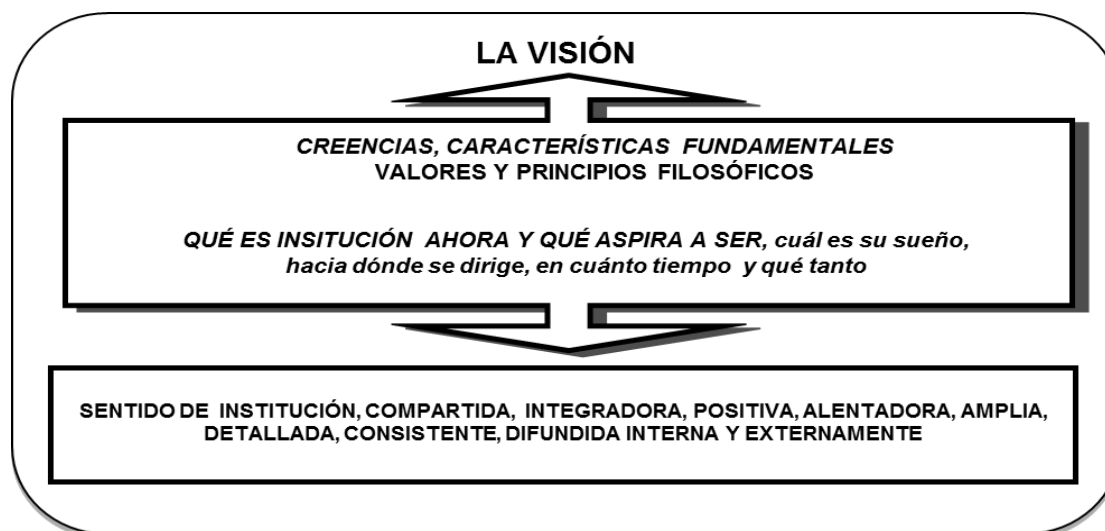 LA VISIÓN
CREENCIAS, CARACTERÍSTICAS FUNDAMENTALES
VALORES Y PRINCIPIOS FILOSÓFICOS
QUÉ ES INSITUCIÓN AHORA Y QUÉ ASPIRA A SER, cuál es su sueño,
hacia dónde se dirige, en cuánto tiempo y qué tanto
SENTIDO DE INSTITUCIÓN, COMPARTIDA, INTEGRADORA, POSITIVA, ALENTADORA, AMPLIA,
DETALLADA, CONSISTENTE, DIFUNDIDA INTERNA Y EXTERNAMENTE